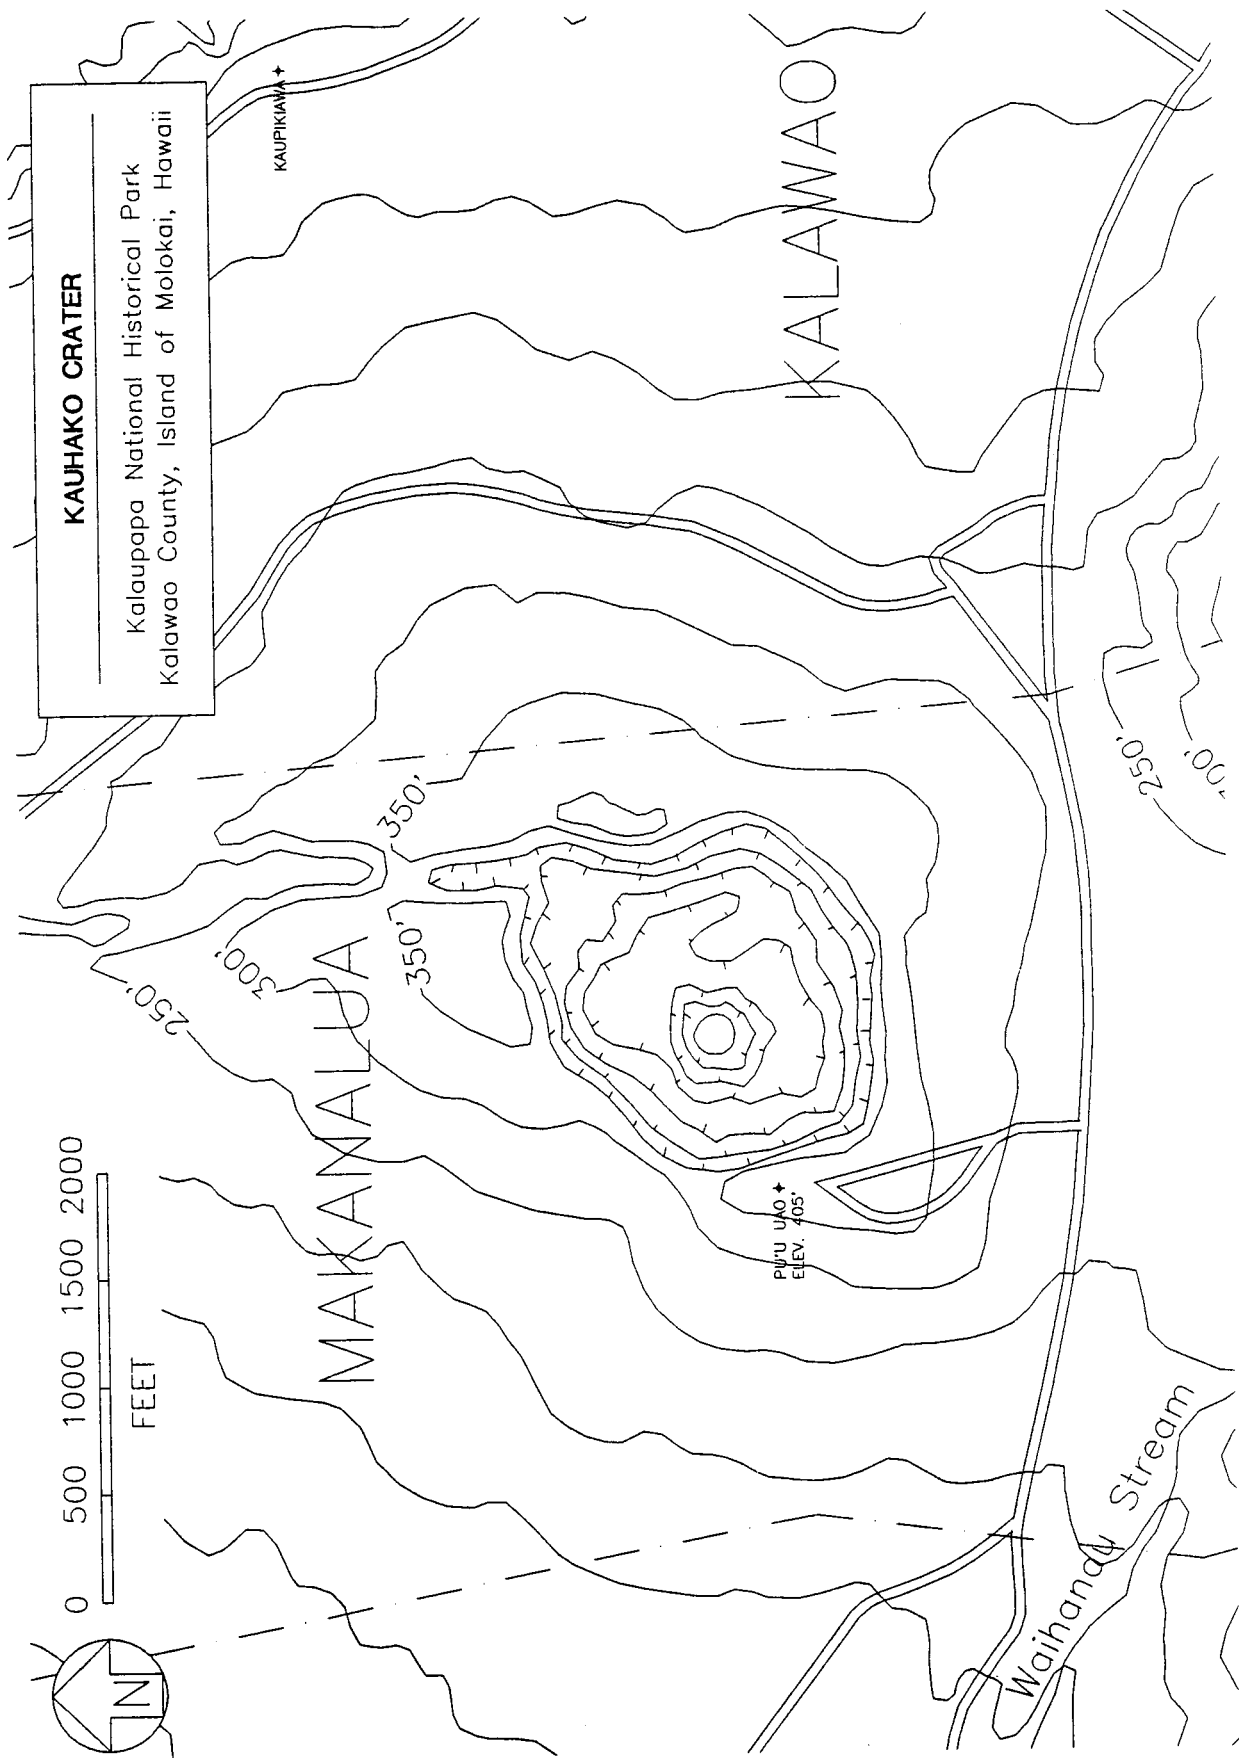 KAUHAKO CRATER
Kalaupapa National Historical Park
Kalawao County, Island of Molokai, Hawaii
0 500 1000 1500 2000
FEET
N
KAUPIKIAWA
MAKANALUA
KALAWAO
250'
300'
350'
350'
PU'U UAO
ELEV. 405'
250'
Waihanau Stream